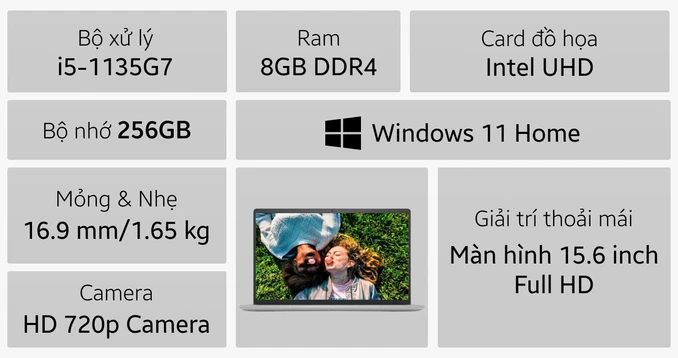 Bộ xử lý
i5-1135G7
Ram
8GB DDR4
Card đồ họa
Intel UHD
Bộ nhớ 256GB
Windows 11 Home
Mỏng & Nhẹ
16.9 mm/1.65 kg
Giải trí thoải mái
Màn hình 15.6 inch
Full HD
Camera
HD 720p Camera